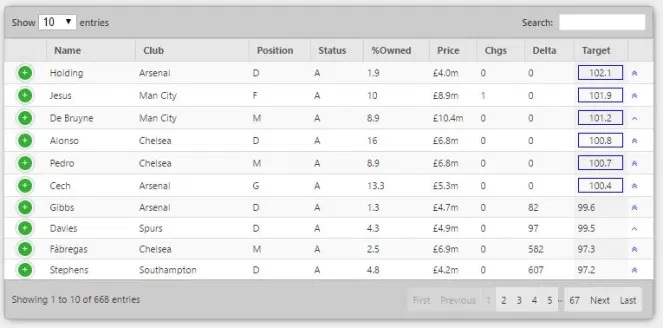 Show 10 entries Search:
Name Club Position Status %Owned Price Chgs Delta Target
Holding Arsenal D A 1.9 £4.0m 0 0 102.1
Jesus Man City F A 10 £8.9m 1 0 101.9
De Bruyne Man City M A 8.9 £10.4m 0 0 101.2
Alonso Chelsea D A 16 £6.8m 0 0 100.8
Pedro Chelsea M A 8.9 £6.8m 0 0 100.7
Cech Arsenal G A 13.3 £5.3m 0 0 100.4
Gibbs Arsenal D A 1.3 £4.7m 0 82 99.6
Davies Spurs D A 4.3 £4.9m 0 97 99.5
Fábregas Chelsea M A 2.5 £6.9m 0 582 97.3
Stephens Southampton D A 4.8 £4.2m 0 607 97.2
Showing 1 to 10 of 668 entries First Previous 1 2 3 4 5 … 67 Next Last